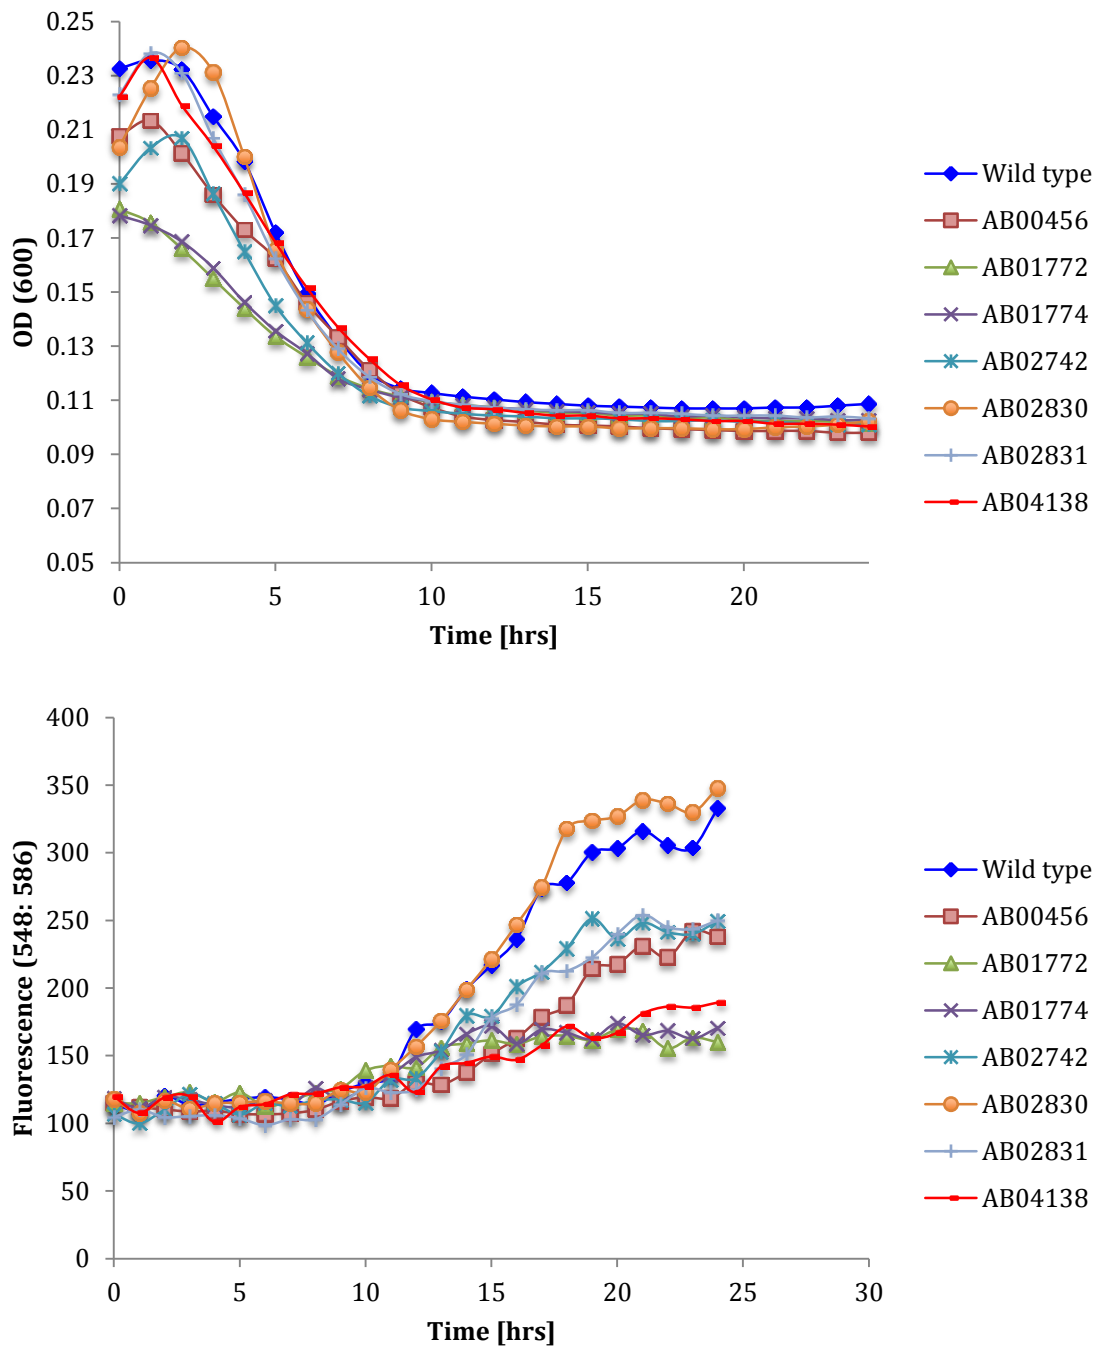 0.25
0.23
0.21
0.19
0.17
0.15
0.13
0.11
0.09
0.07
0.05
OD (600)
0 5 10 15 20
Time [hrs]
Wild type
AB00456
AB01772
AB01774
AB02742
AB02830
AB02831
AB04138
400
350
300
250
200
150
100
50
0
Fluorescence (548: 586)
0 5 10 15 20 25 30
Time [hrs]
Wild type
AB00456
AB01772
AB01774
AB02742
AB02830
AB02831
AB04138